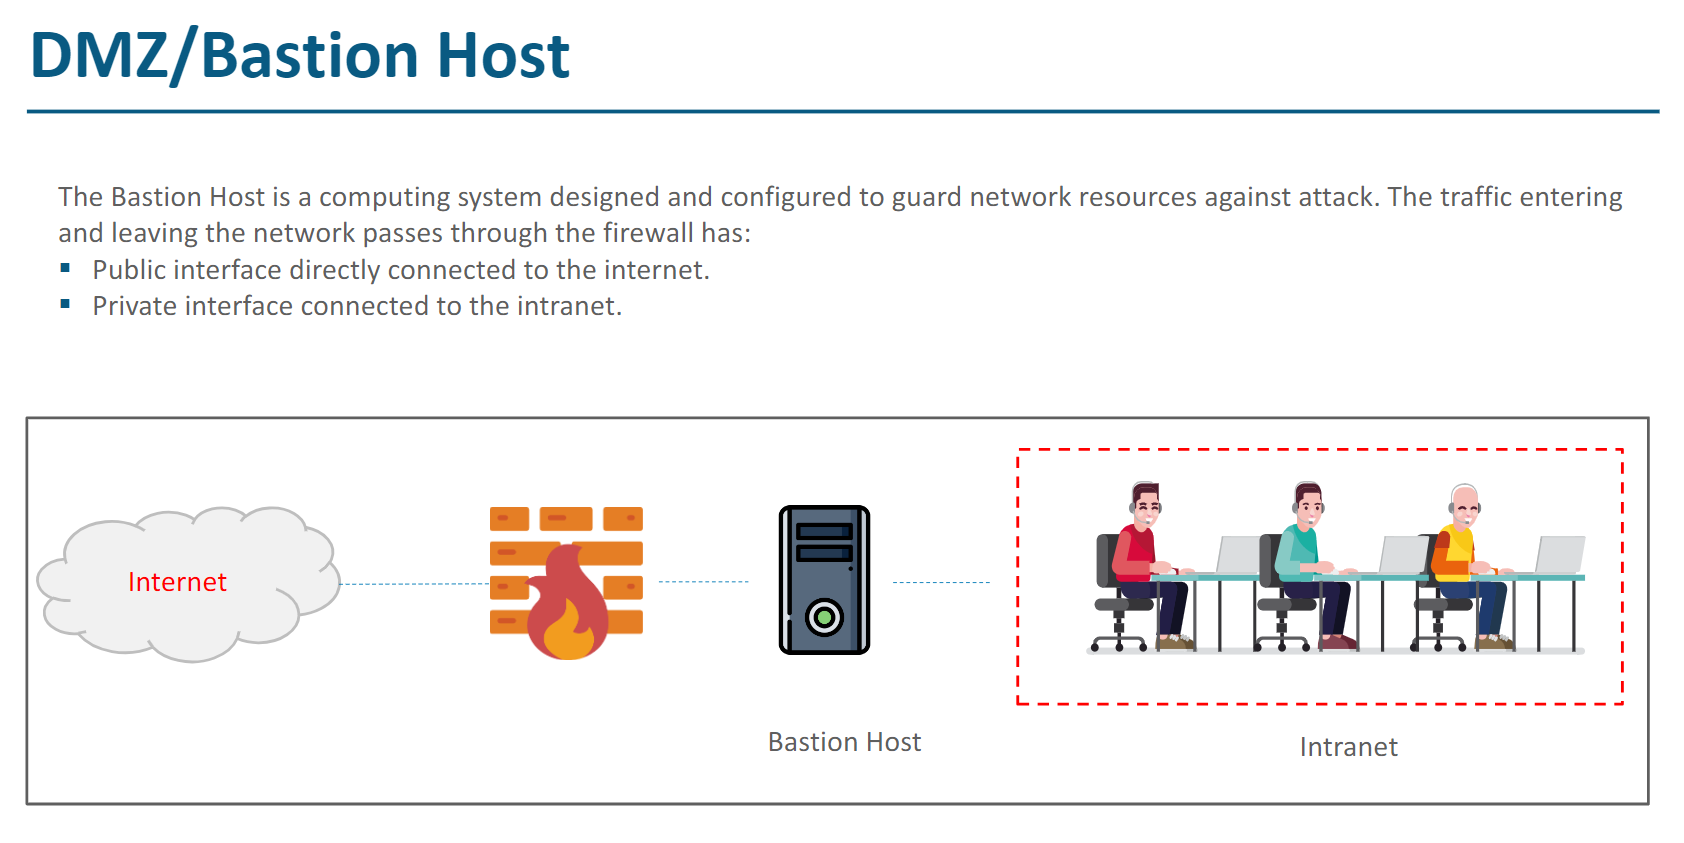 DMZ/Bastion Host
The Bastion Host is a computing system designed and configured to guard network resources against attack. The traffic entering
and leaving the network passes through the firewall has:
▪ Public interface directly connected to the internet.
▪ Private interface connected to the intranet.
Internet
Bastion Host
Intranet